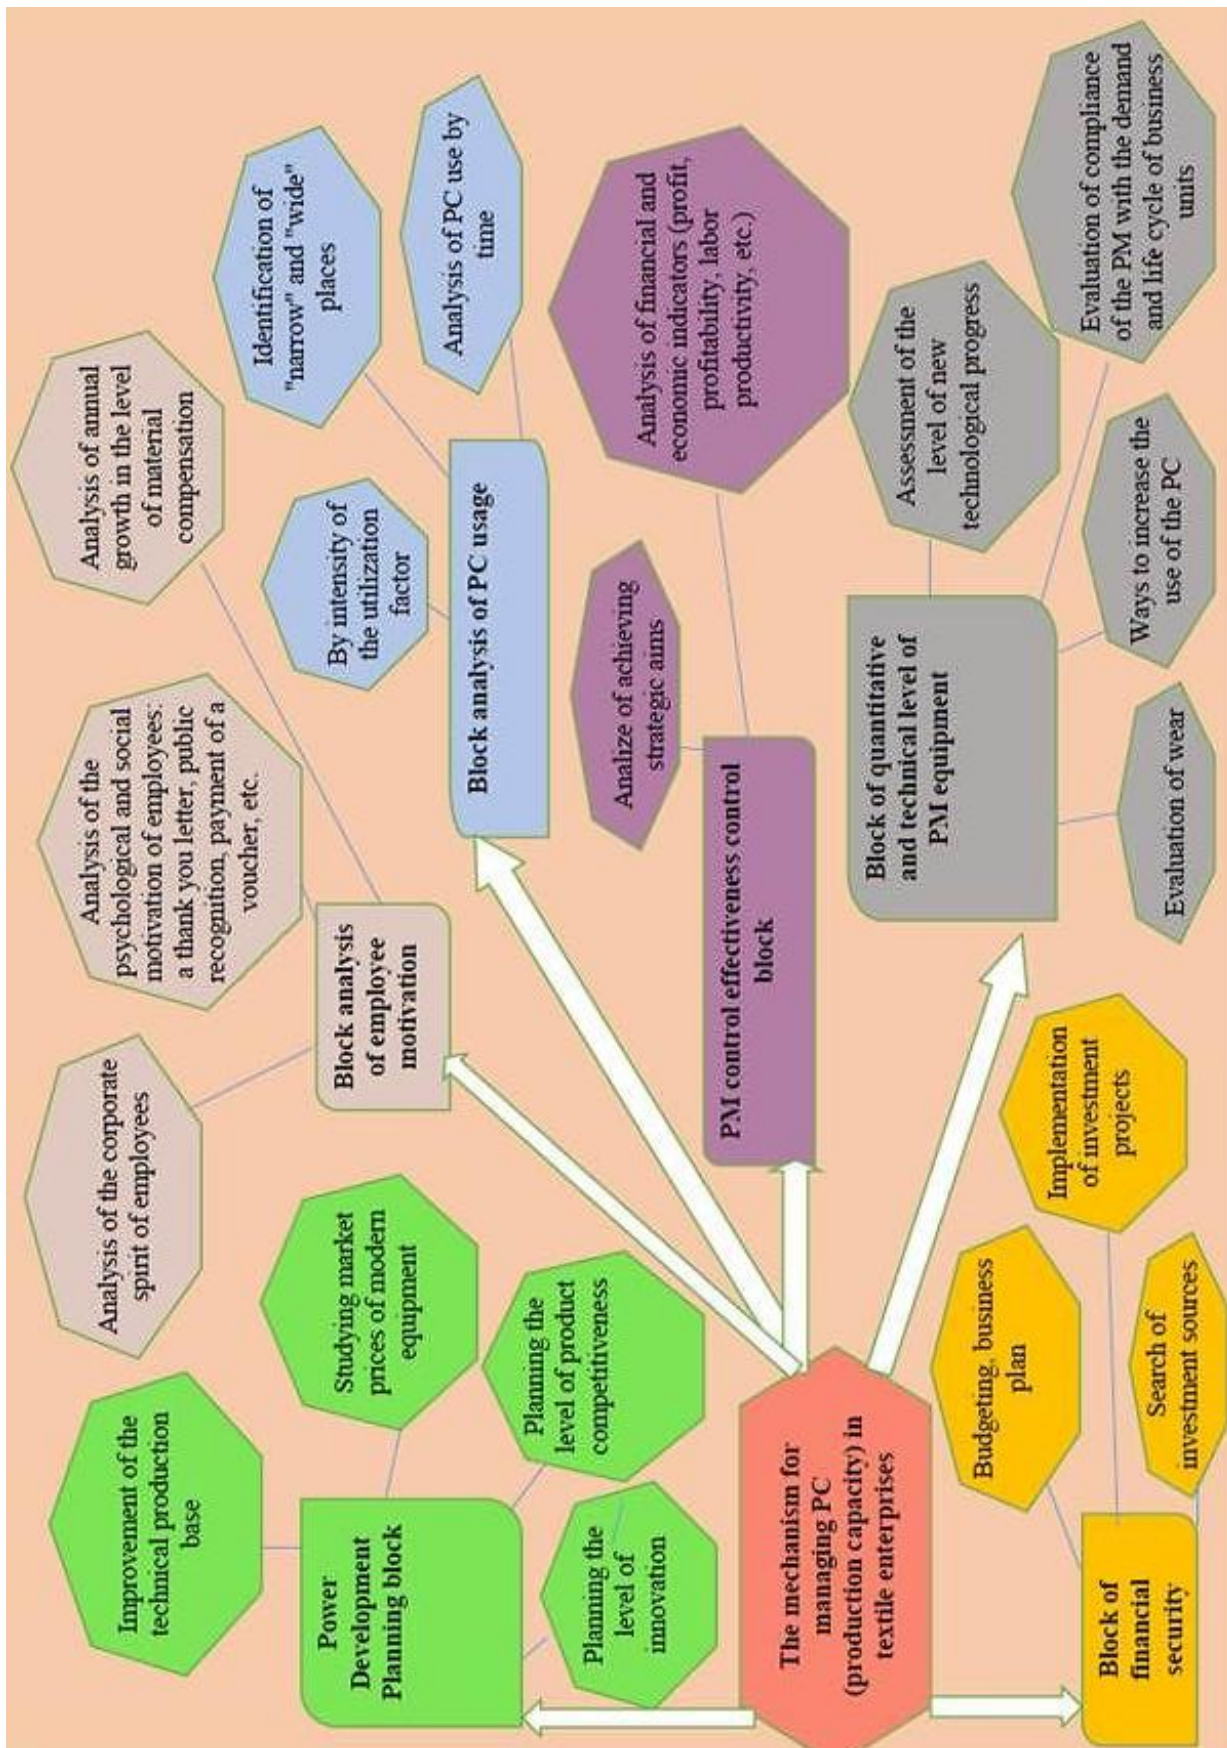 Improvement of the
technical production
base
Studying market
prices of modern
equipment
Power
Development
Planning block
Planning the
level of product
competitiveness
Planning the
level of
innovation
Analysis of the corporate
spirit of employees
Analysis of the
psychological and social
motivation of employees:
a thank you letter, public
recognition, payment of a
voucher, etc.
Analysis of annual
growth in the level
of material
compensation
Block analysis
of employee
motivation
By intensity of
the utilization
factor
Identification of
"narrow" and "wide"
places
Analysis of PC use by
time
Block analysis of PC usage
Analize of achieving
strategic aims
Analysis of financial and
economic indicators (profit,
profitability, labor
productivity, etc.)
PM control effectiveness control
block
The mechanism for
managing PC
(production capacity) in
textile enterprises
Block of quantitative
and technical level of
PM equipment
Assessment of the
level of new
technological progress
Evaluation of compliance
of the PM with the demand
and life cycle of business
units
Ways to increase the
use of the PC
Evaluation of wear
Budgeting, business
plan
Implementation
of investment
projects
Block of
financial
security
Search of
investment sources